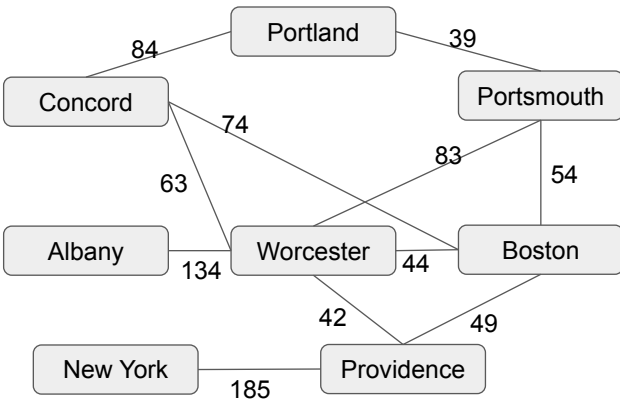 Portland
84
39
Concord
Portsmouth
74
83
63
54
Albany
Worcester
Boston
134
44
42
49
New York
Providence
185